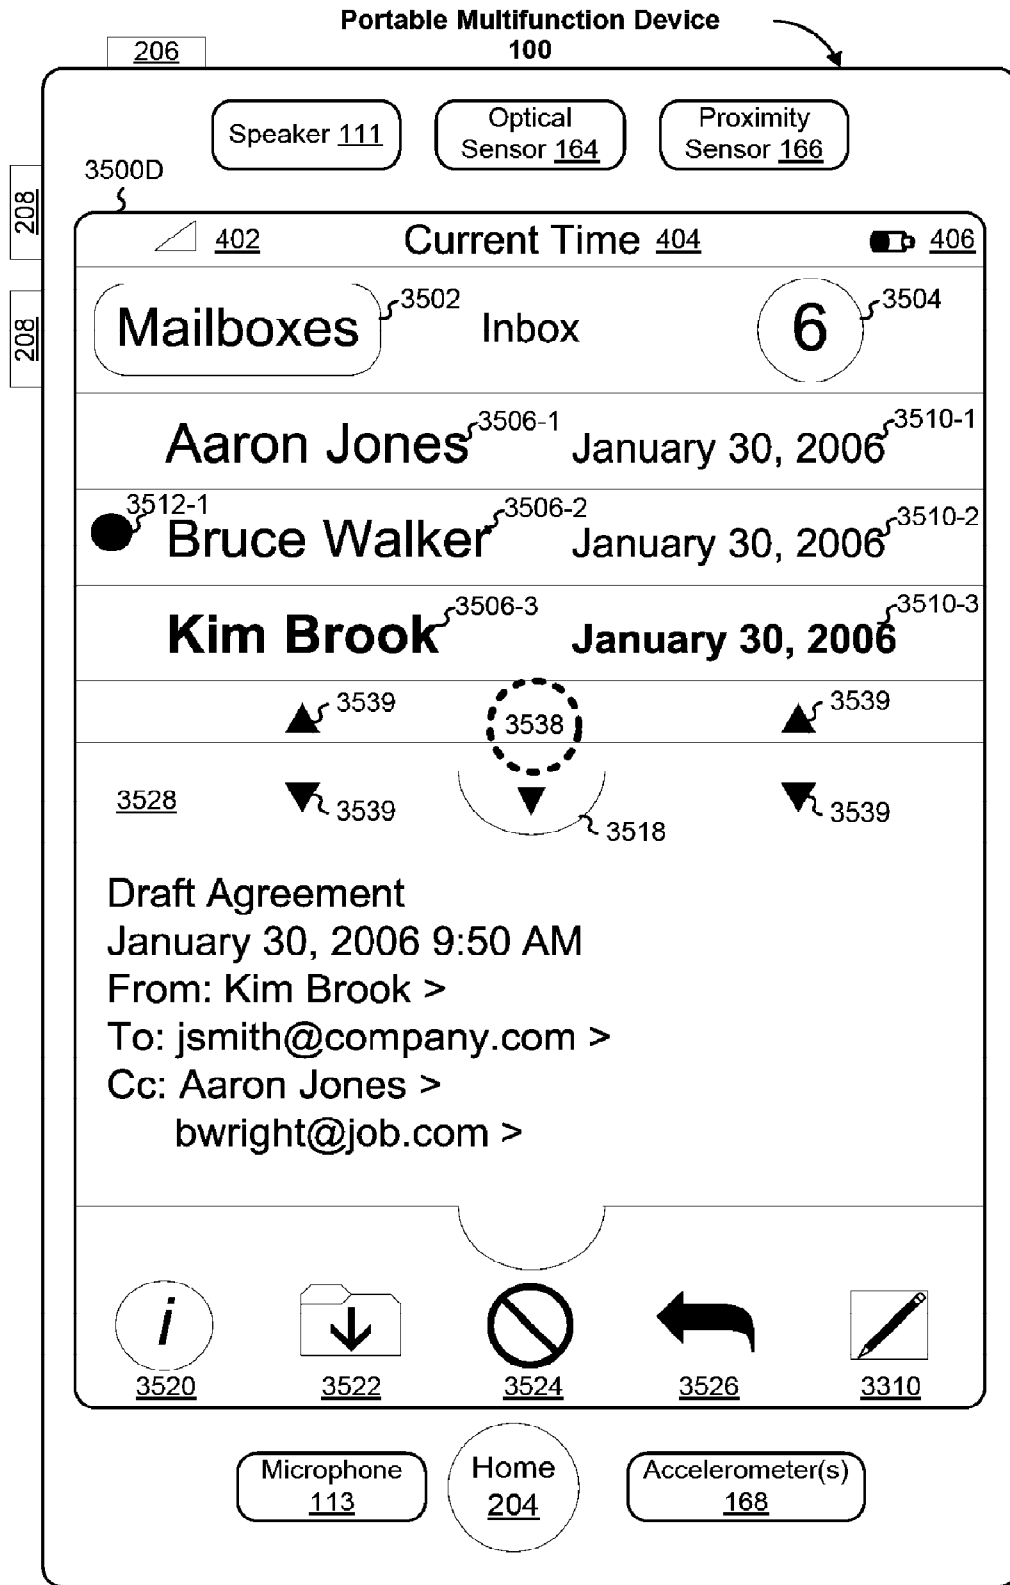 Portable Multifunction Device
100
206
Speaker 111
Optical
Sensor 164
Proximity
Sensor 166
3500D
208
208
402
Current Time 404
406
Mailboxes
3502
Inbox
6
3504
Aaron Jones
3506-1
January 30, 2006
3510-1
3512-1
Bruce Walker
3506-2
January 30, 2006
3510-2
Kim Brook
3506-3
January 30, 2006
3510-3
3539
3538
3539
3528
3539
3518
3539
Draft Agreement
January 30, 2006 9:50 AM
From: Kim Brook >
To: jsmith@company.com >
Cc: Aaron Jones >
bwright@job.com >
i
3520
3522
3524
3526
3310
Microphone
113
Home
204
Accelerometer(s)
168